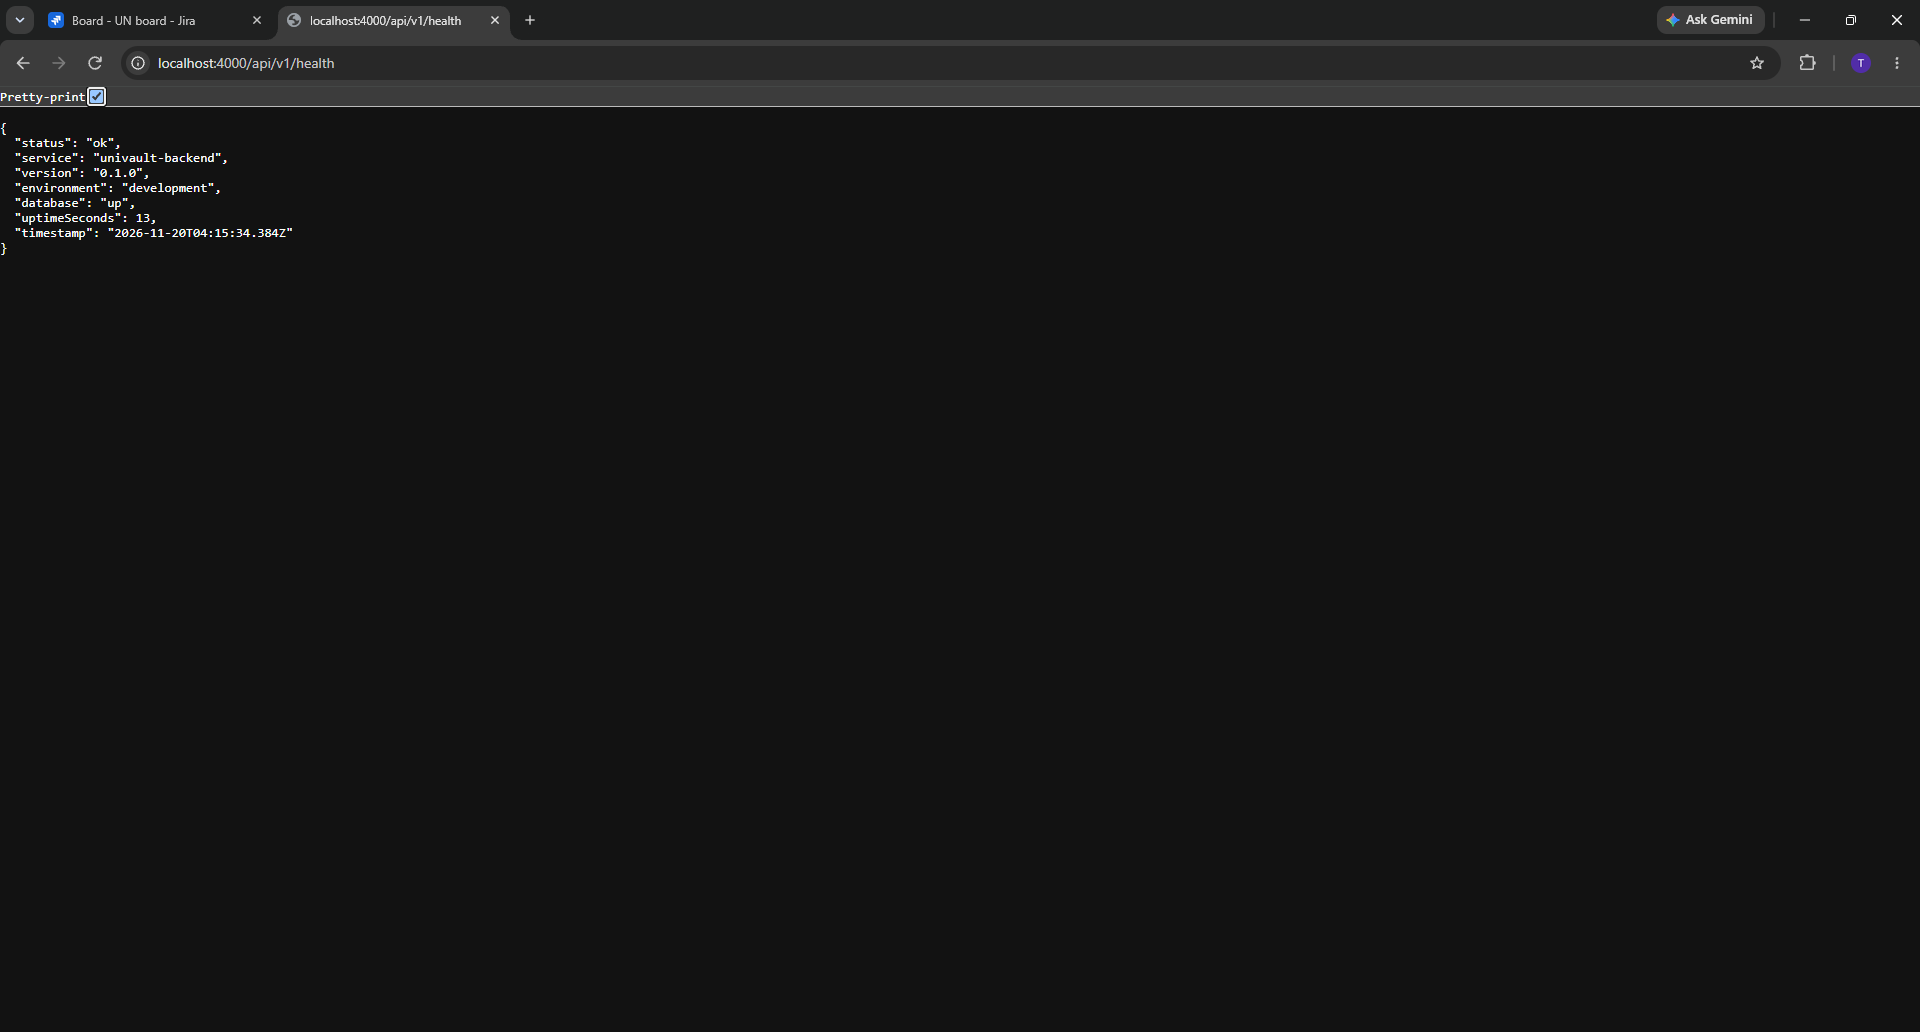 Board - UN board - Jira
localhost:4000/api/v1/health
Ask Gemini
localhost:4000/api/v1/health
T
Pretty-print
{
  "status": "ok",
  "service": "univault-backend",
  "version": "0.1.0",
  "environment": "development",
  "database": "up",
  "uptimeSeconds": 13,
  "timestamp": "2026-11-20T04:15:34.384Z"
}